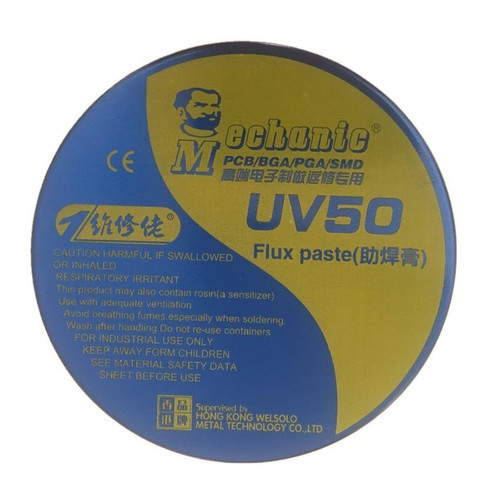 Mechanic®
PCB/BGA/PGA/SMD
高端电子制做返修专用
UV50
Flux paste(助焊膏)
CE
维修佬®
CAUTION HARMFUL IF SWALLOWED
OR INHALED
RESPIRATORY IRRITANT
This product may also contain rosin(a sensitizer)
Use with adequate ventilation
Avoid breathing fumes.especially when soldering.
Wash after handling Do not re-use containers
FOR INDUSTRIAL USE ONLY
KEEP AWAY FORM CHILDREN
SEE MATERIAL SAFETY DATA
SHEET BEFORE USE
香港品牌
Supervised by
HONG KONG WELSOLO
METAL TECHNOLOGY CO.,LTD